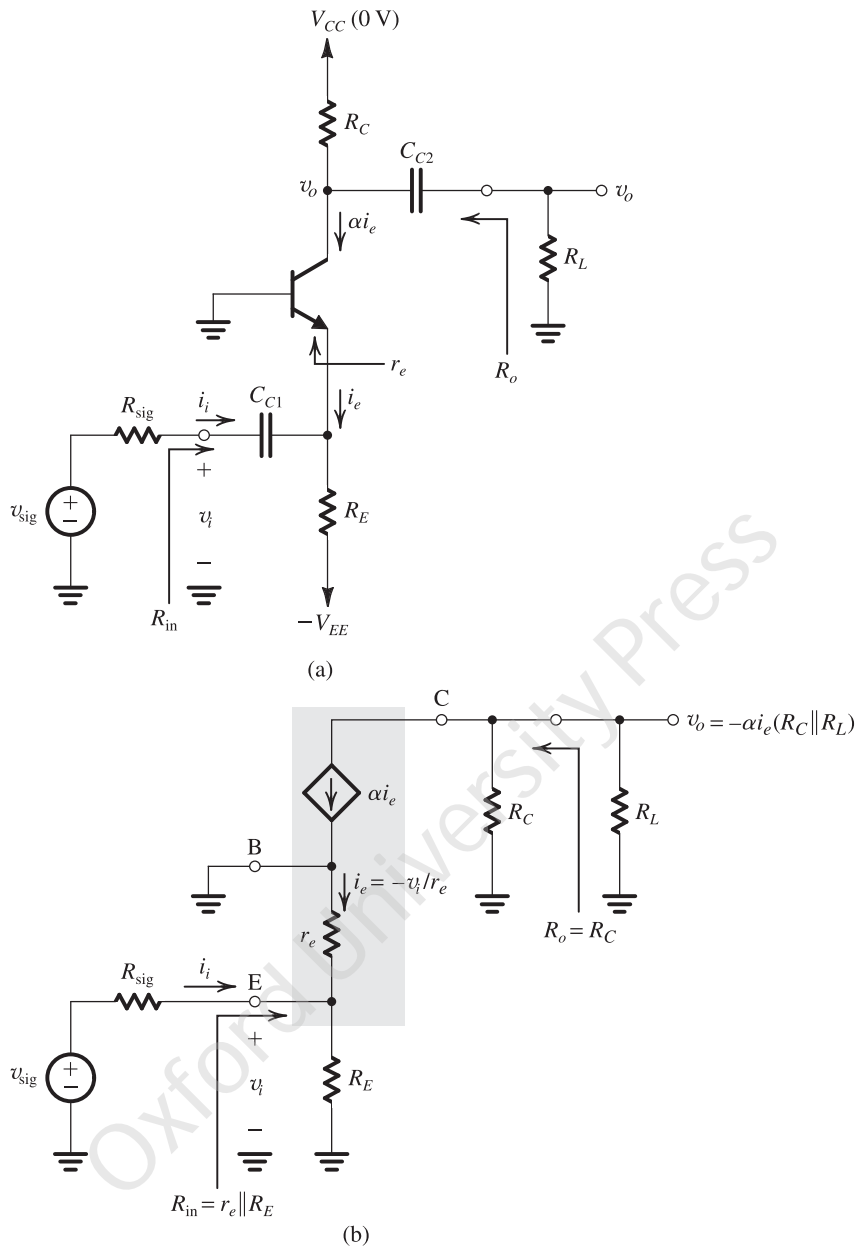 V_CC (0 V)
R_C
C_C2
v_o
v_o
αi_e
R_L
r_e
R_o
R_sig
i_i
C_C1
i_e
+
+
−
v_sig
v_i
R_E
−
R_in
−V_EE
(a)
C
v_o = −αi_e(R_C‖R_L)
αi_e
R_C
R_L
B
i_e = −v_i/r_e
r_e
R_o = R_C
R_sig
i_i
E
+
+
−
v_sig
v_i
R_E
−
R_in = r_e‖R_E
(b)
Oxford University Press